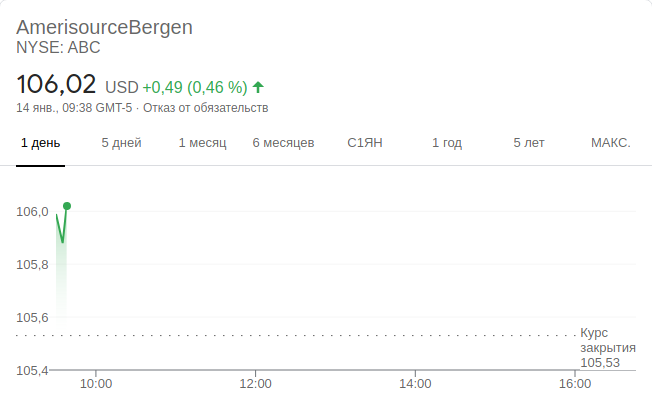 AmerisourceBergen
NYSE: ABC
106,02 USD +0,49 (0,46 %)
14 янв., 09:38 GMT-5 · Отказ от обязательств
1 день 5 дней 1 месяц 6 месяцев С1ЯН 1 год 5 лет МАКС.
106,0
105,8
105,6
Курс
закрытия
105,53
105,4
10:00 12:00 14:00 16:00